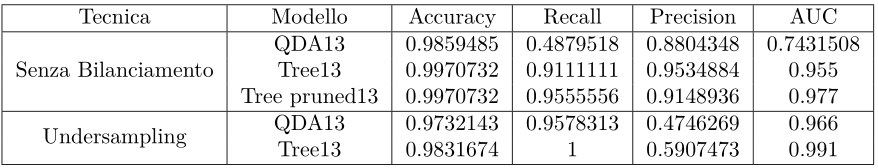 Tecnica Modello Accuracy Recall Precision AUC
QDA13 0.9859485 0.4879518 0.8804348 0.7431508
Senza Bilanciamento Tree13 0.9970732 0.9111111 0.9534884 0.955
Tree pruned13 0.9970732 0.9555556 0.9148936 0.977
QDA13 0.9732143 0.9578313 0.4746269 0.966
Undersampling
Tree13 0.9831674 1 0.5907473 0.991